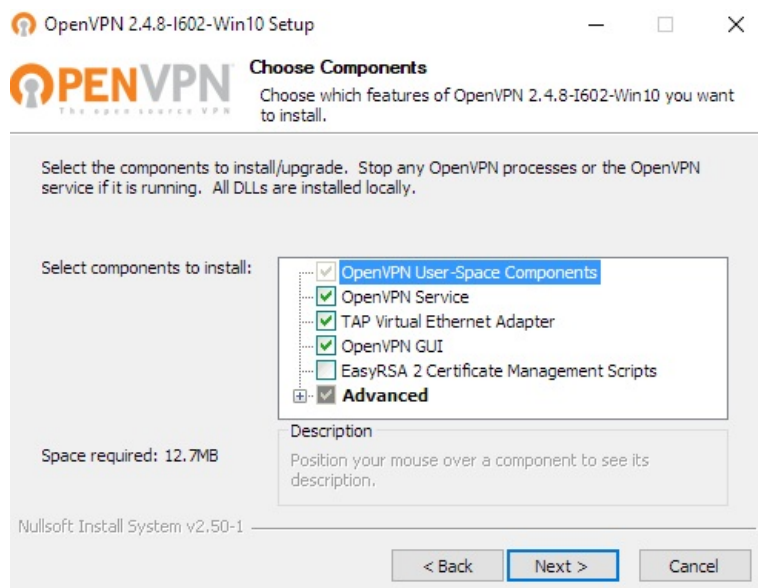 OpenVPN 2.4.8-I602-Win10 Setup
OPENVPN
The open source VPN
Choose Components
Choose which features of OpenVPN 2.4.8-I602-Win10 you want
to install.
Select the components to install/upgrade. Stop any OpenVPN processes or the OpenVPN
service if it is running. All DLLs are installed locally.
Select components to install:
OpenVPN User-Space Components
OpenVPN Service
TAP Virtual Ethernet Adapter
OpenVPN GUI
EasyRSA 2 Certificate Management Scripts
Advanced
Space required: 12.7MB
Description
Position your mouse over a component to see its
description.
Nullsoft Install System v2.50-1
< Back
Next >
Cancel